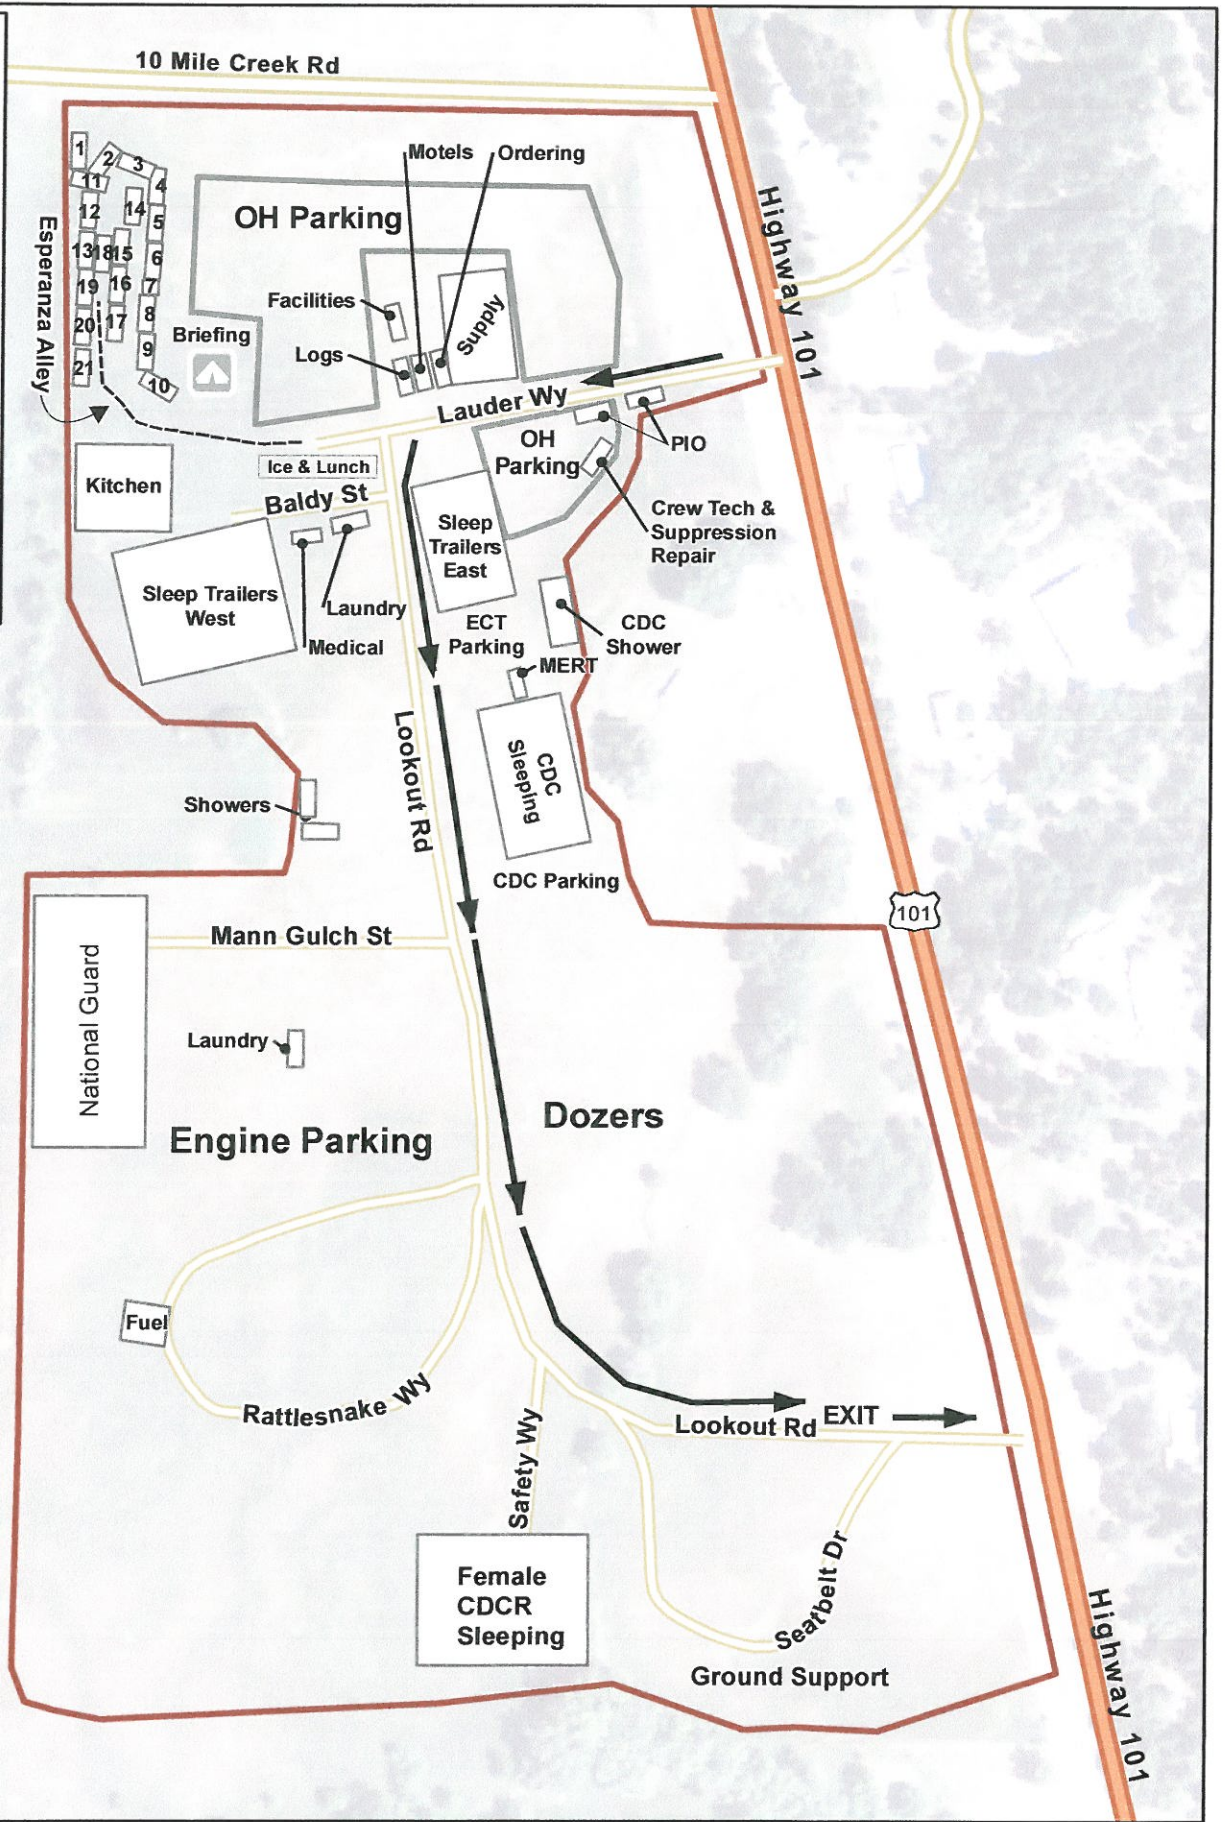 10 Mile Creek Rd
Highway 101
1
2
3
4
11
12
14
5
13
18
15
6
19
16
7
20
17
8
21
9
10
Esperanza Alley
OH Parking
Motels
Ordering
Facilities
Supply
Briefing
Logs
Lauder Wy
PIO
OH
Parking
Crew Tech &
Suppression
Repair
Kitchen
Ice & Lunch
Baldy St
Sleep
Trailers
East
Sleep Trailers
West
Laundry
Medical
ECT
Parking
CDC
Shower
MERT
Lookout Rd
CDC
Sleeping
Showers
CDC Parking
101
Mann Gulch St
National Guard
Laundry
Engine Parking
Dozers
Fuel
Rattlesnake Wy
Safety Wy
Lookout Rd
EXIT
Female
CDCR
Sleeping
Seatbelt Dr
Ground Support
Highway 101